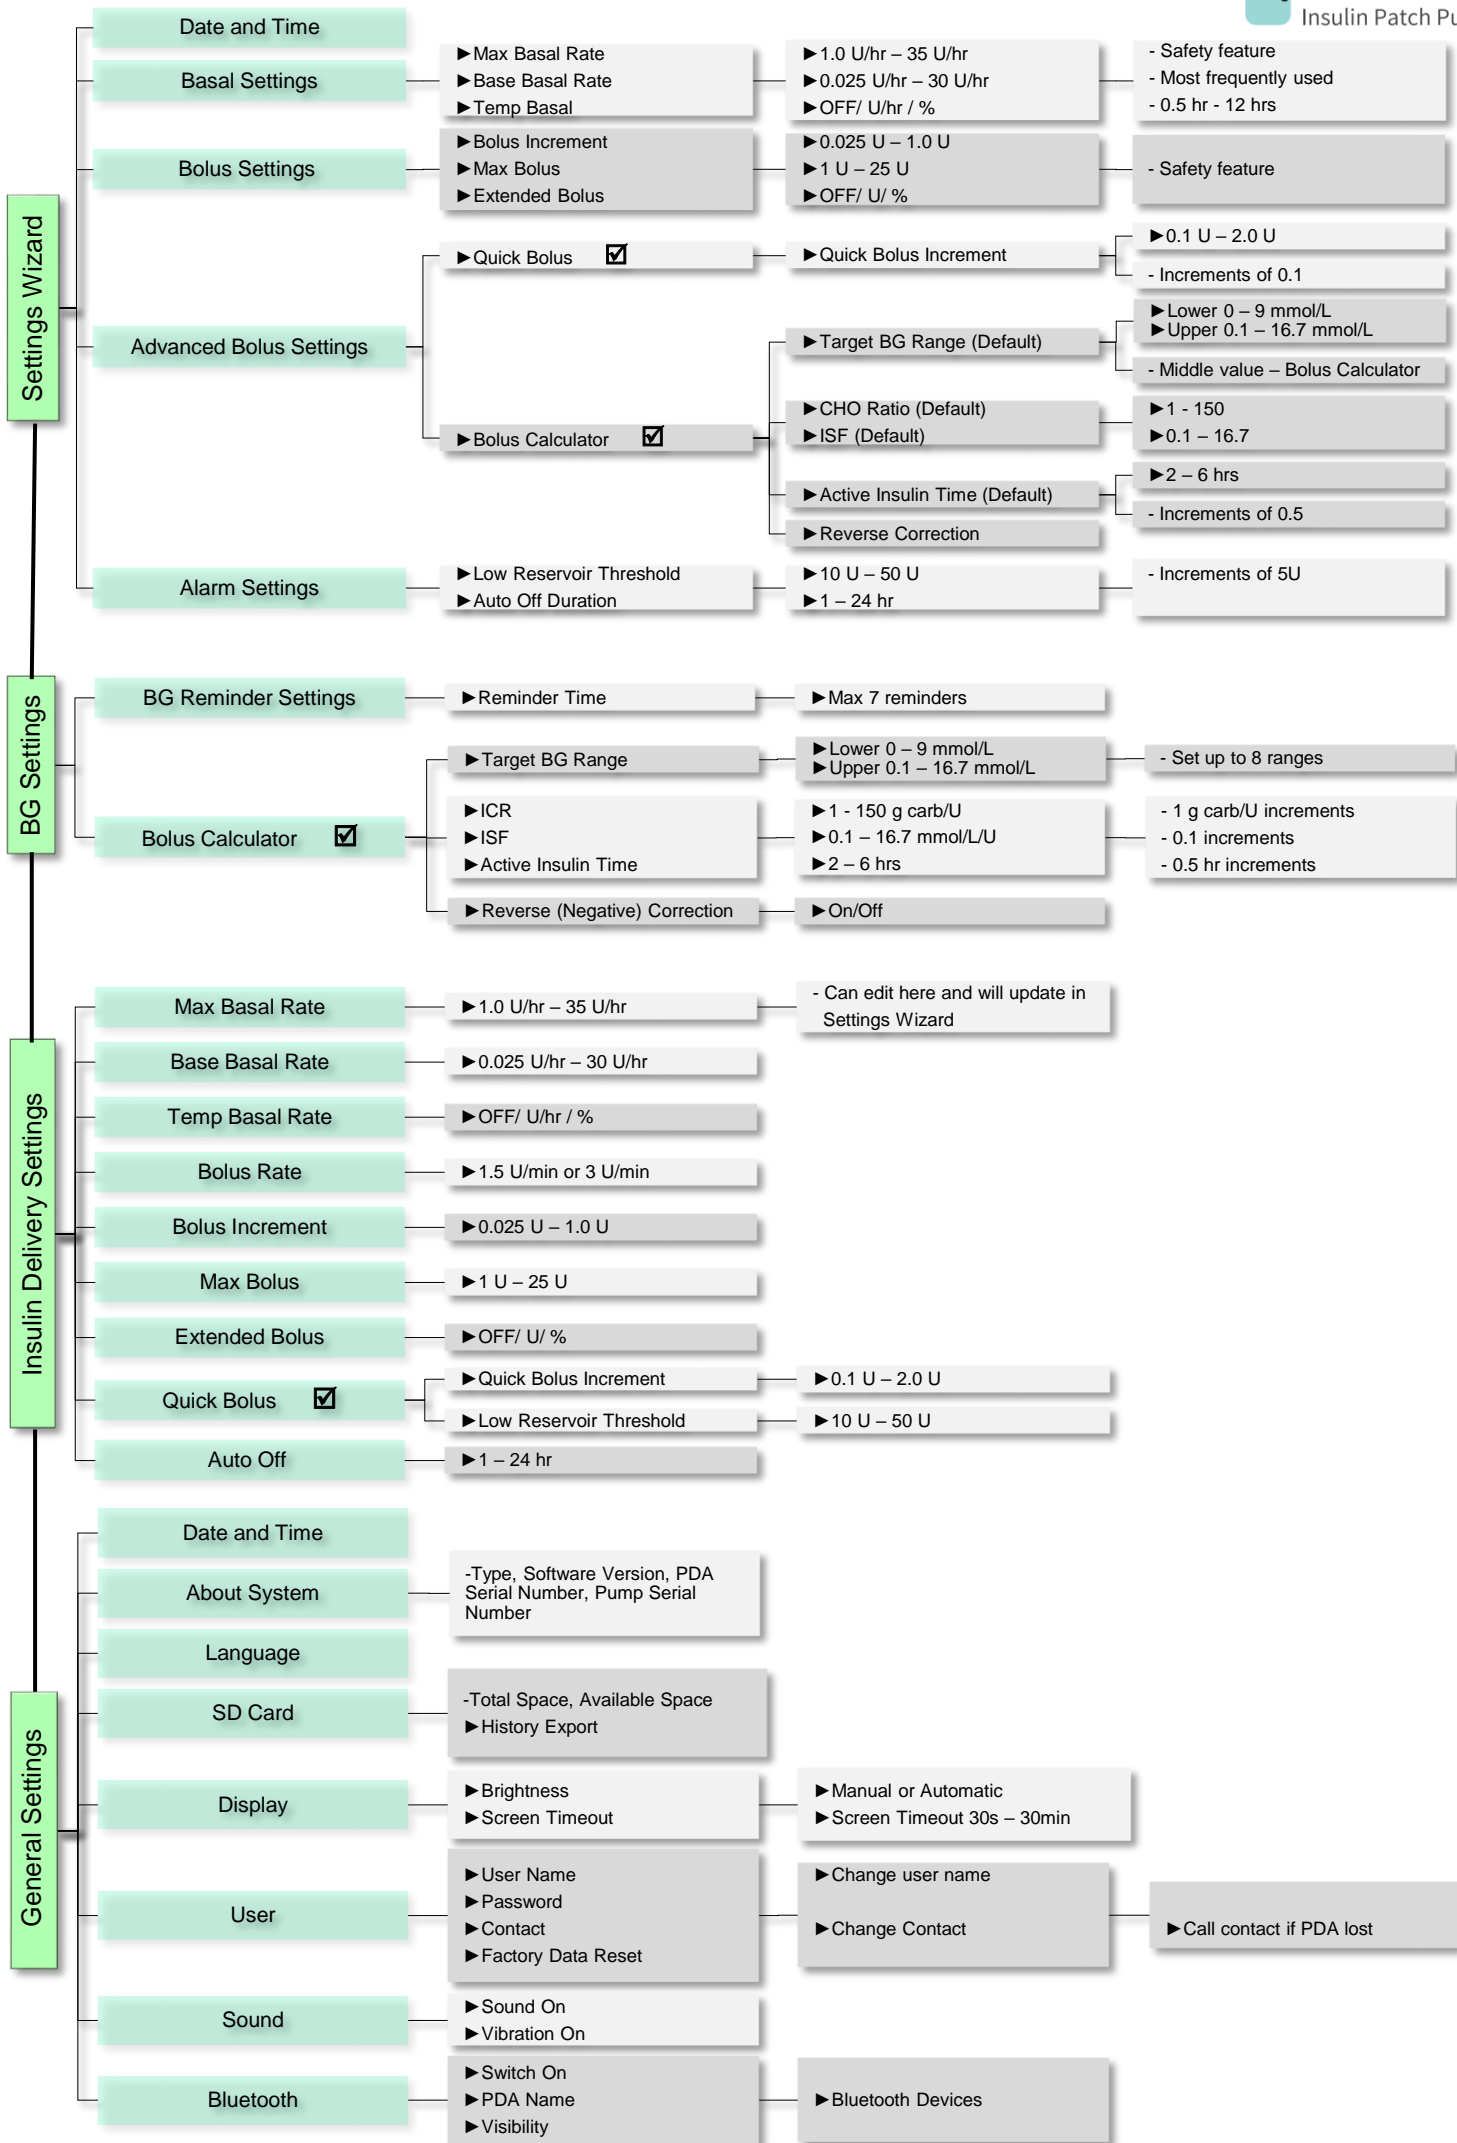 Insulin Patch
Settings Wizard
Date and Time
Basal Settings
►Max Basal Rate
►Base Basal Rate
►Temp Basal
►1.0 U/hr – 35 U/hr
►0.025 U/hr – 30 U/hr
►OFF/ U/hr / %
- Safety feature
- Most frequently used
- 0.5 hr - 12 hrs
Bolus Settings
►Bolus Increment
►Max Bolus
►Extended Bolus
►0.025 U – 1.0 U
►1 U – 25 U
►OFF/ U/ %
- Safety feature
Advanced Bolus Settings
►Quick Bolus ☑
►Quick Bolus Increment
►0.1 U – 2.0 U
- Increments of 0.1
►Bolus Calculator ☑
►Target BG Range (Default)
►Lower 0 – 9 mmol/L
►Upper 0.1 – 16.7 mmol/L
- Middle value – Bolus Calculator
►CHO Ratio (Default)
►ISF (Default)
►1 - 150
►0.1 – 16.7
►Active Insulin Time (Default)
►2 – 6 hrs
- Increments of 0.5
►Reverse Correction
Alarm Settings
►Low Reservoir Threshold
►Auto Off Duration
►10 U – 50 U
►1 – 24 hr
- Increments of 5U
BG Settings
BG Reminder Settings
►Reminder Time
►Max 7 reminders
Bolus Calculator ☑
►Target BG Range
►Lower 0 – 9 mmol/L
►Upper 0.1 – 16.7 mmol/L
- Set up to 8 ranges
►ICR
►ISF
►Active Insulin Time
►1 - 150 g carb/U
►0.1 – 16.7 mmol/L/U
►2 – 6 hrs
- 1 g carb/U increments
- 0.1 increments
- 0.5 hr increments
►Reverse (Negative) Correction
►On/Off
Insulin Delivery Settings
Max Basal Rate
►1.0 U/hr – 35 U/hr
- Can edit here and will update in
Settings Wizard
Base Basal Rate
►0.025 U/hr – 30 U/hr
Temp Basal Rate
►OFF/ U/hr / %
Bolus Rate
►1.5 U/min or 3 U/min
Bolus Increment
►0.025 U – 1.0 U
Max Bolus
►1 U – 25 U
Extended Bolus
►OFF/ U/ %
Quick Bolus ☑
►Quick Bolus Increment
►0.1 U – 2.0 U
►Low Reservoir Threshold
►10 U – 50 U
Auto Off
►1 – 24 hr
General Settings
Date and Time
About System
-Type, Software Version, PDA
Serial Number, Pump Serial
Number
Language
SD Card
-Total Space, Available Space
►History Export
Display
►Brightness
►Screen Timeout
►Manual or Automatic
►Screen Timeout 30s – 30min
User
►User Name
►Password
►Contact
►Factory Data Reset
►Change user name
►Change Contact
►Call contact if PDA lost
Sound
►Sound On
►Vibration On
Bluetooth
►Switch On
►PDA Name
►Visibility
►Bluetooth Devices